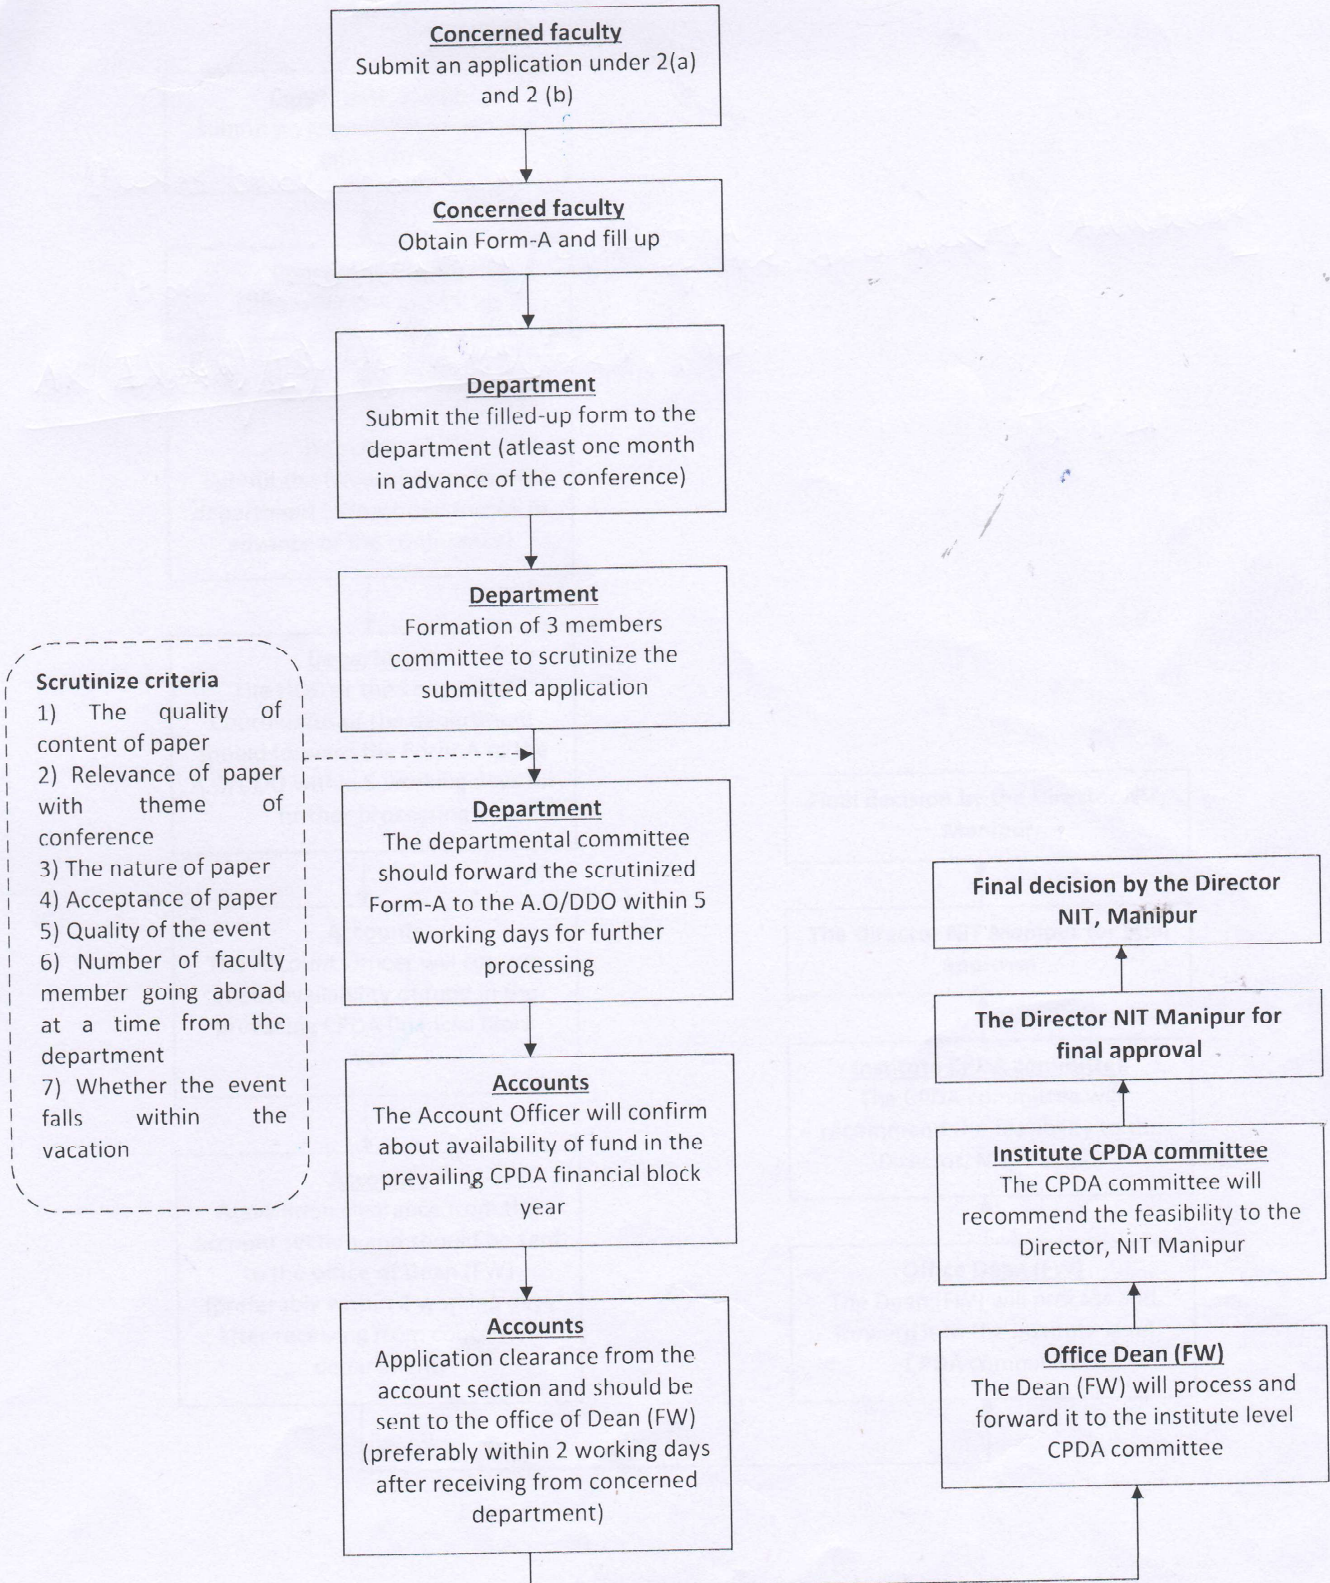 Concerned faculty
Submit an application under 2(a)
and 2 (b)
Concerned faculty
Obtain Form-A and fill up
Department
Submit the filled-up form to the
department (atleast one month
in advance of the conference)
Department
Formation of 3 members
committee to scrutinize the
submitted application
Scrutinize criteria
1) The quality of
content of paper
2) Relevance of paper
with theme of
conference
3) The nature of paper
4) Acceptance of paper
5) Quality of the event
6) Number of faculty
member going abroad
at a time from the
department
7) Whether the event
falls within the
vacation
Department
The departmental committee
should forward the scrutinized
Form-A to the A.O/DDO within 5
working days for further
processing
Accounts
The Account Officer will confirm
about availability of fund in the
prevailing CPDA financial block
year
Accounts
Application clearance from the
account section and should be
sent to the office of Dean (FW)
(preferably within 2 working days
after receiving from concerned
department)
Office Dean (FW)
The Dean (FW) will process and
forward it to the institute level
CPDA committee
Institute CPDA committee
The CPDA committee will
recommend the feasibility to the
Director, NIT Manipur
The Director NIT Manipur for
final approval
Final decision by the Director
NIT, Manipur